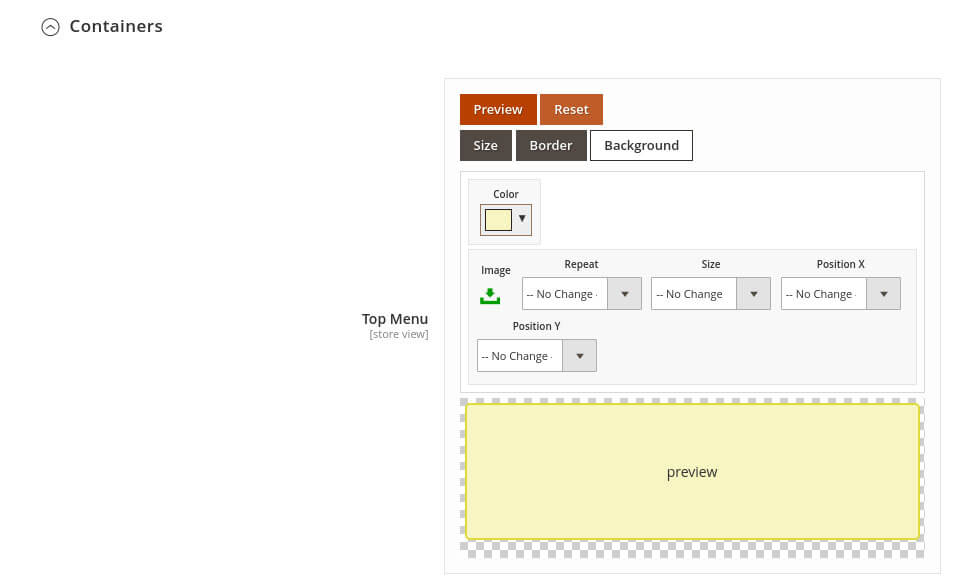 Containers
Preview Reset
Size Border Background
Color
Image Repeat Size Position X
-- No Change -- No Change -- No Change
Top Menu
[store view]
Position Y
-- No Change
preview